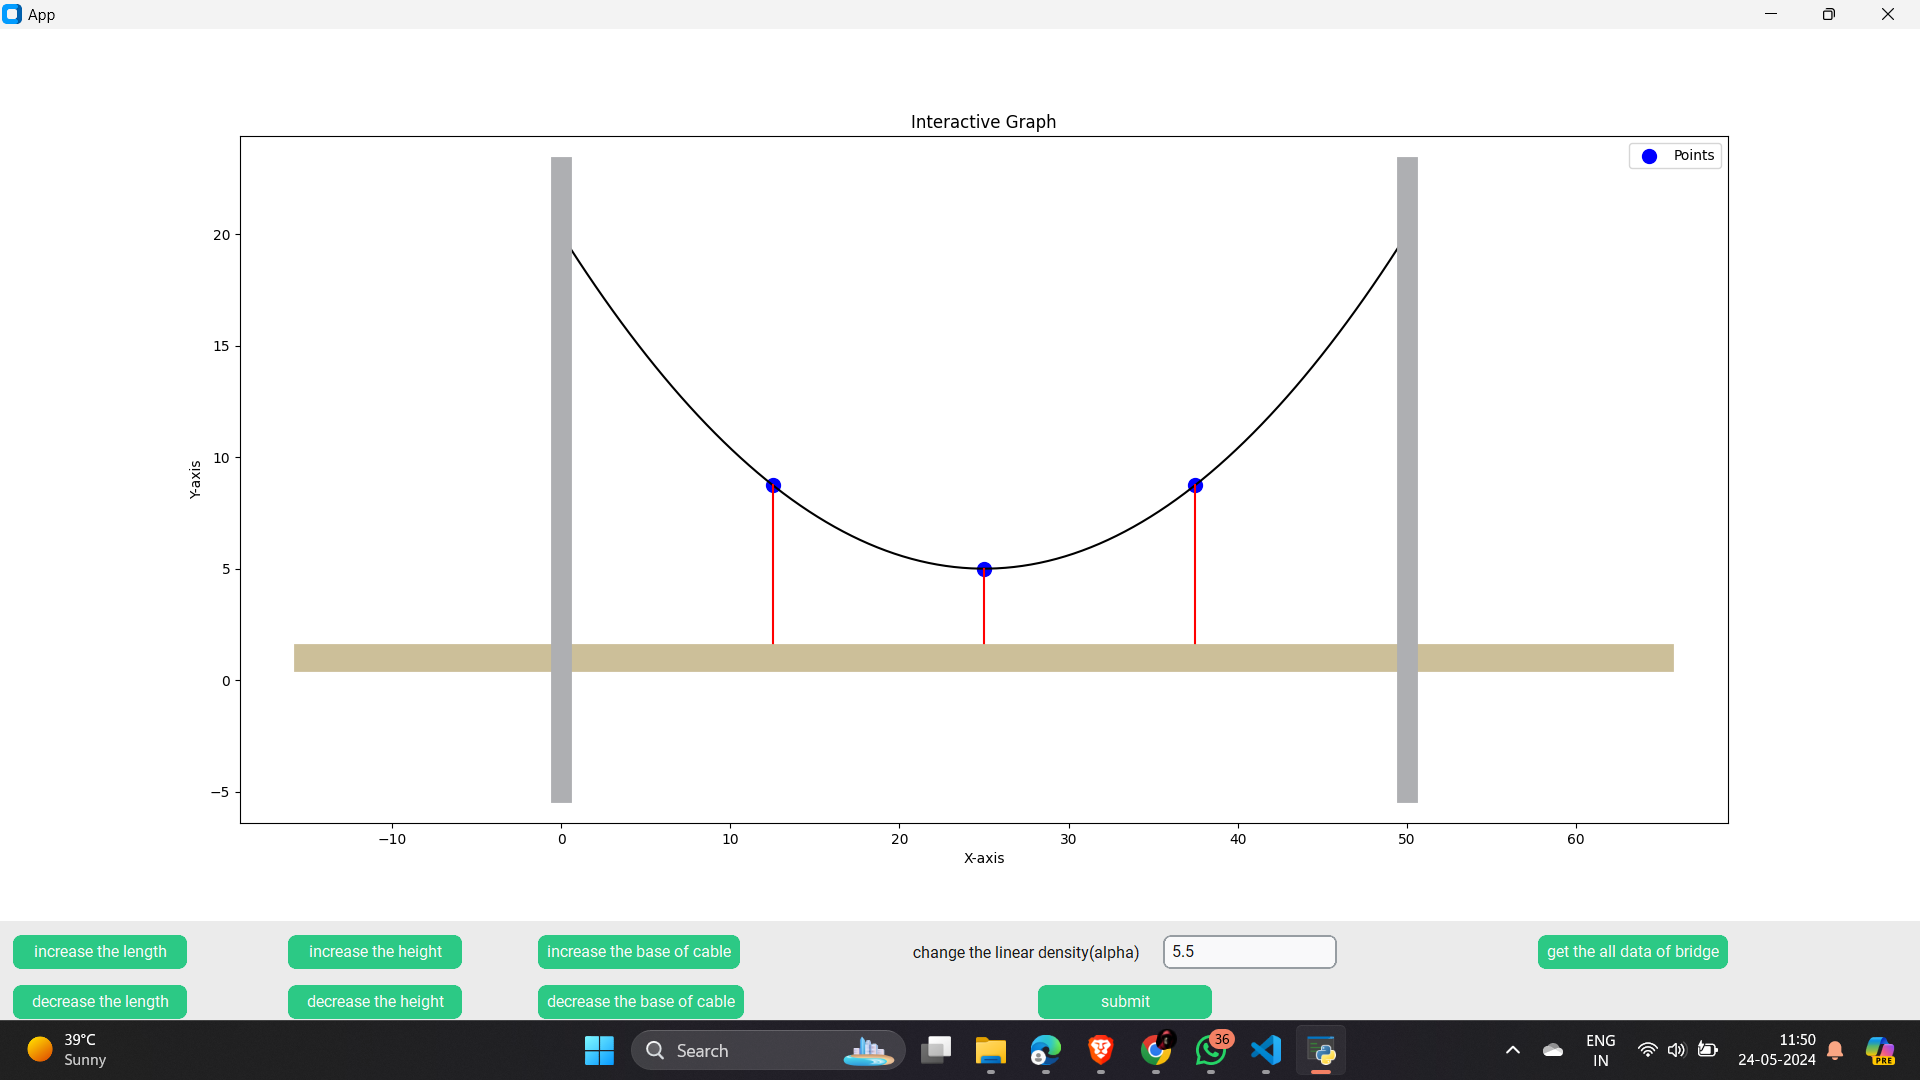 App
Interactive Graph
Points
20
15
10
5
0
−5
Y-axis
−10 0 10 20 30 40 50 60
X-axis
increase the length increase the height increase the base of cable change the linear density(alpha) 5.5 get the all data of bridge
decrease the length decrease the height decrease the base of cable submit
39°C
Sunny
Search
36
ENG
IN
11:50
24-05-2024
PRE